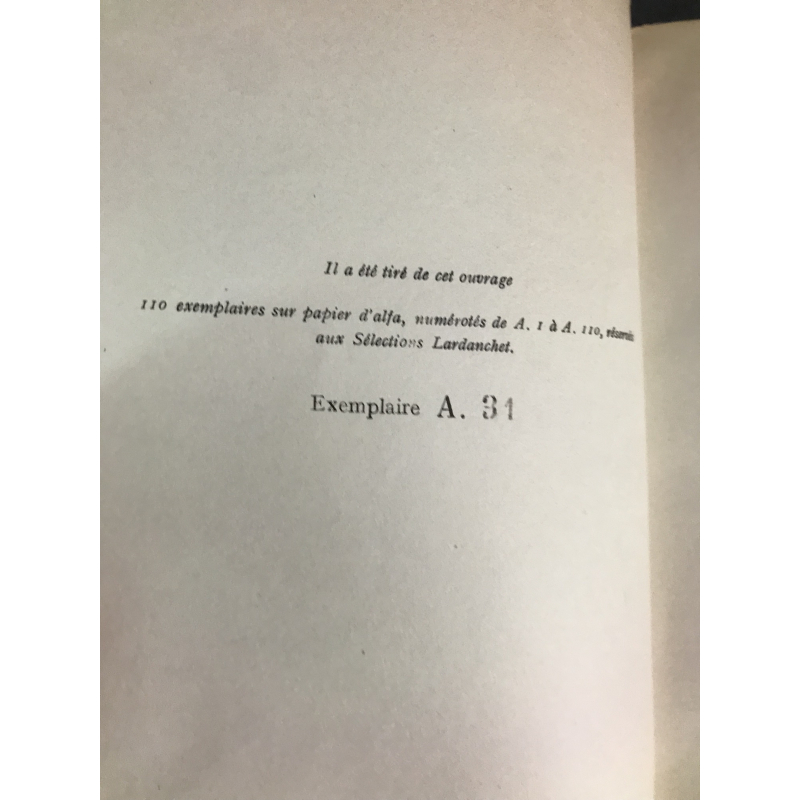 Il a été tiré de cet ouvrage
110 exemplaires sur papier d'alfa, numérotés de A. 1 à A. 110, réservés
aux Sélections Lardanchet.
Exemplaire A. 31